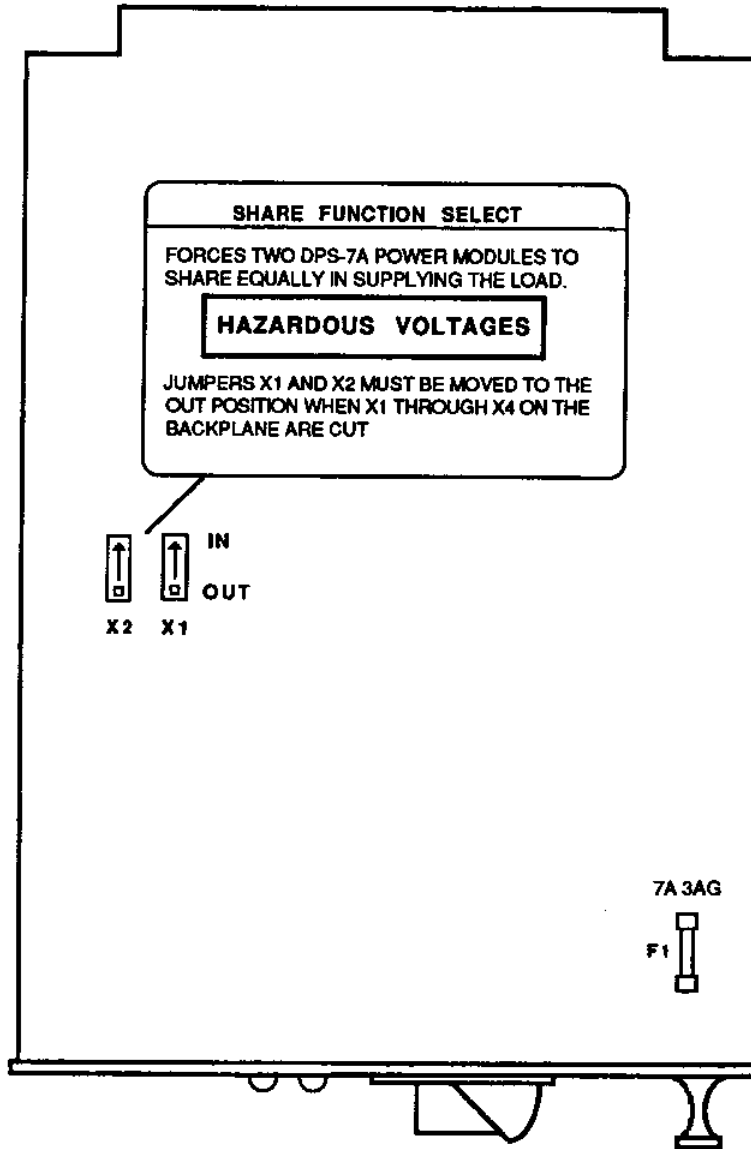 SHARE FUNCTION SELECT
FORCES TWO DPS-7A POWER MODULES TO
SHARE EQUALLY IN SUPPLYING THE LOAD.
HAZARDOUS VOLTAGES
JUMPERS X1 AND X2 MUST BE MOVED TO THE
OUT POSITION WHEN X1 THROUGH X4 ON THE
BACKPLANE ARE CUT
IN
OUT
X2 X1
7A 3AG
F1